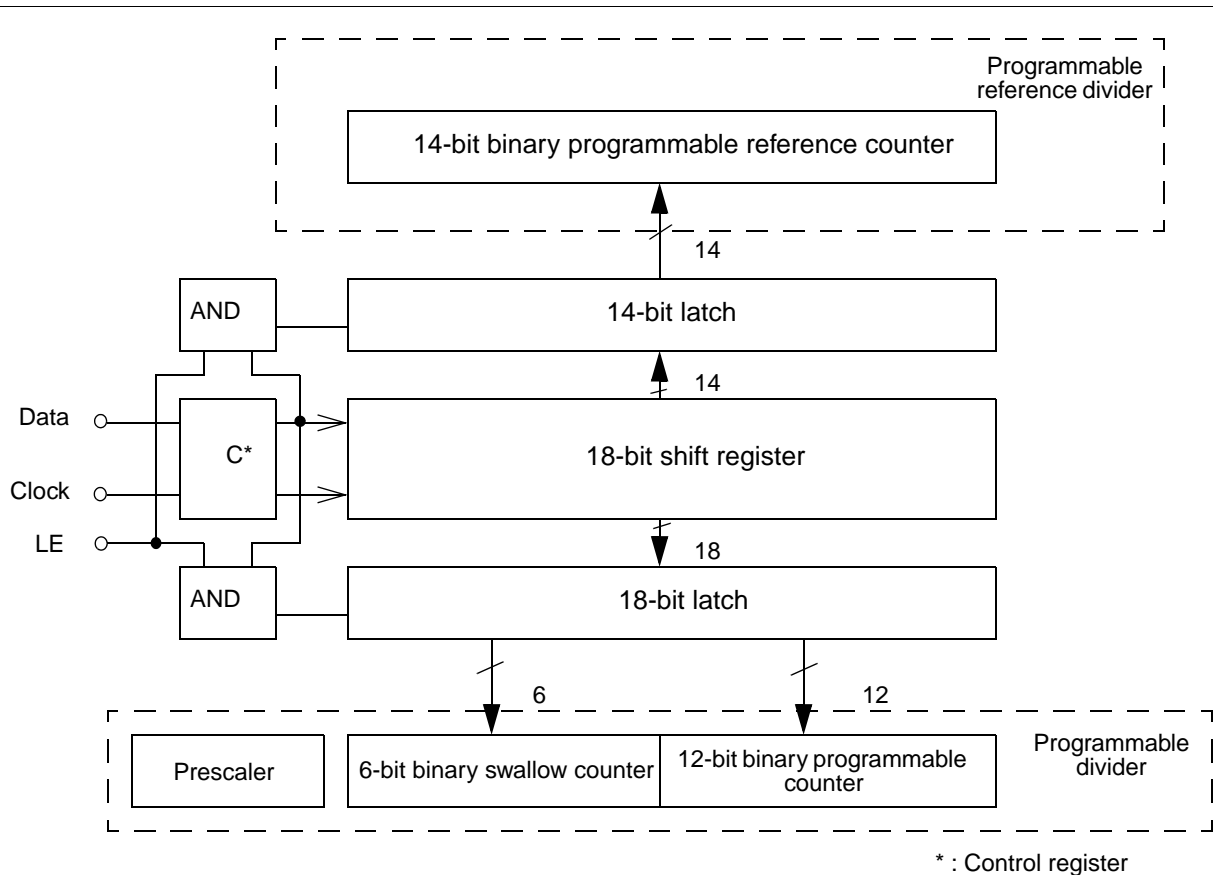 Programmable
reference divider
14-bit binary programmable reference counter
14
AND
14-bit latch
14
Data
C*
18-bit shift register
Clock
LE
18
AND
18-bit latch
6
12
Prescaler
6-bit binary swallow counter
12-bit binary programmable
counter
Programmable
divider
* : Control register